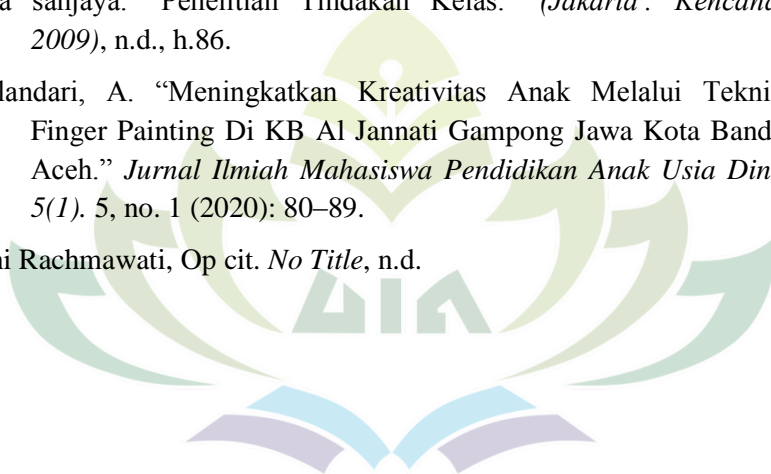 a sanjaya. “Penelitian Tindakan Kelas.” (Jakarta : Kencana
2009), n.d., h.86.
landari, A. “Meningkatkan Kreativitas Anak Melalui Tekni
Finger Painting Di KB Al Jannati Gampong Jawa Kota Band
Aceh.” Jurnal Ilmiah Mahasiswa Pendidikan Anak Usia Din
5(1). 5, no. 1 (2020): 80–89.
ni Rachmawati, Op cit. No Title, n.d.
UIN